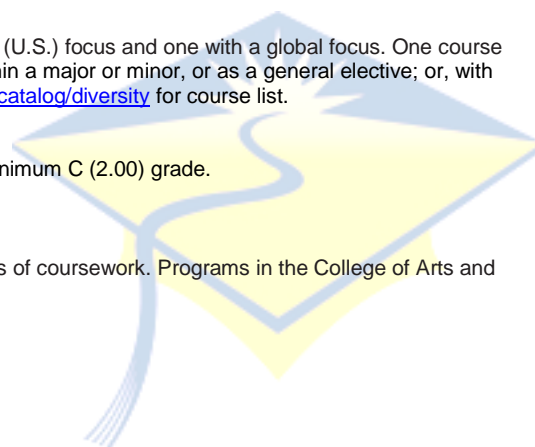 (U.S.) focus and one with a global focus. One course
in a major or minor, or as a general elective; or, with
catalog/diversity for course list.
nimum C (2.00) grade.
s of coursework. Programs in the College of Arts and